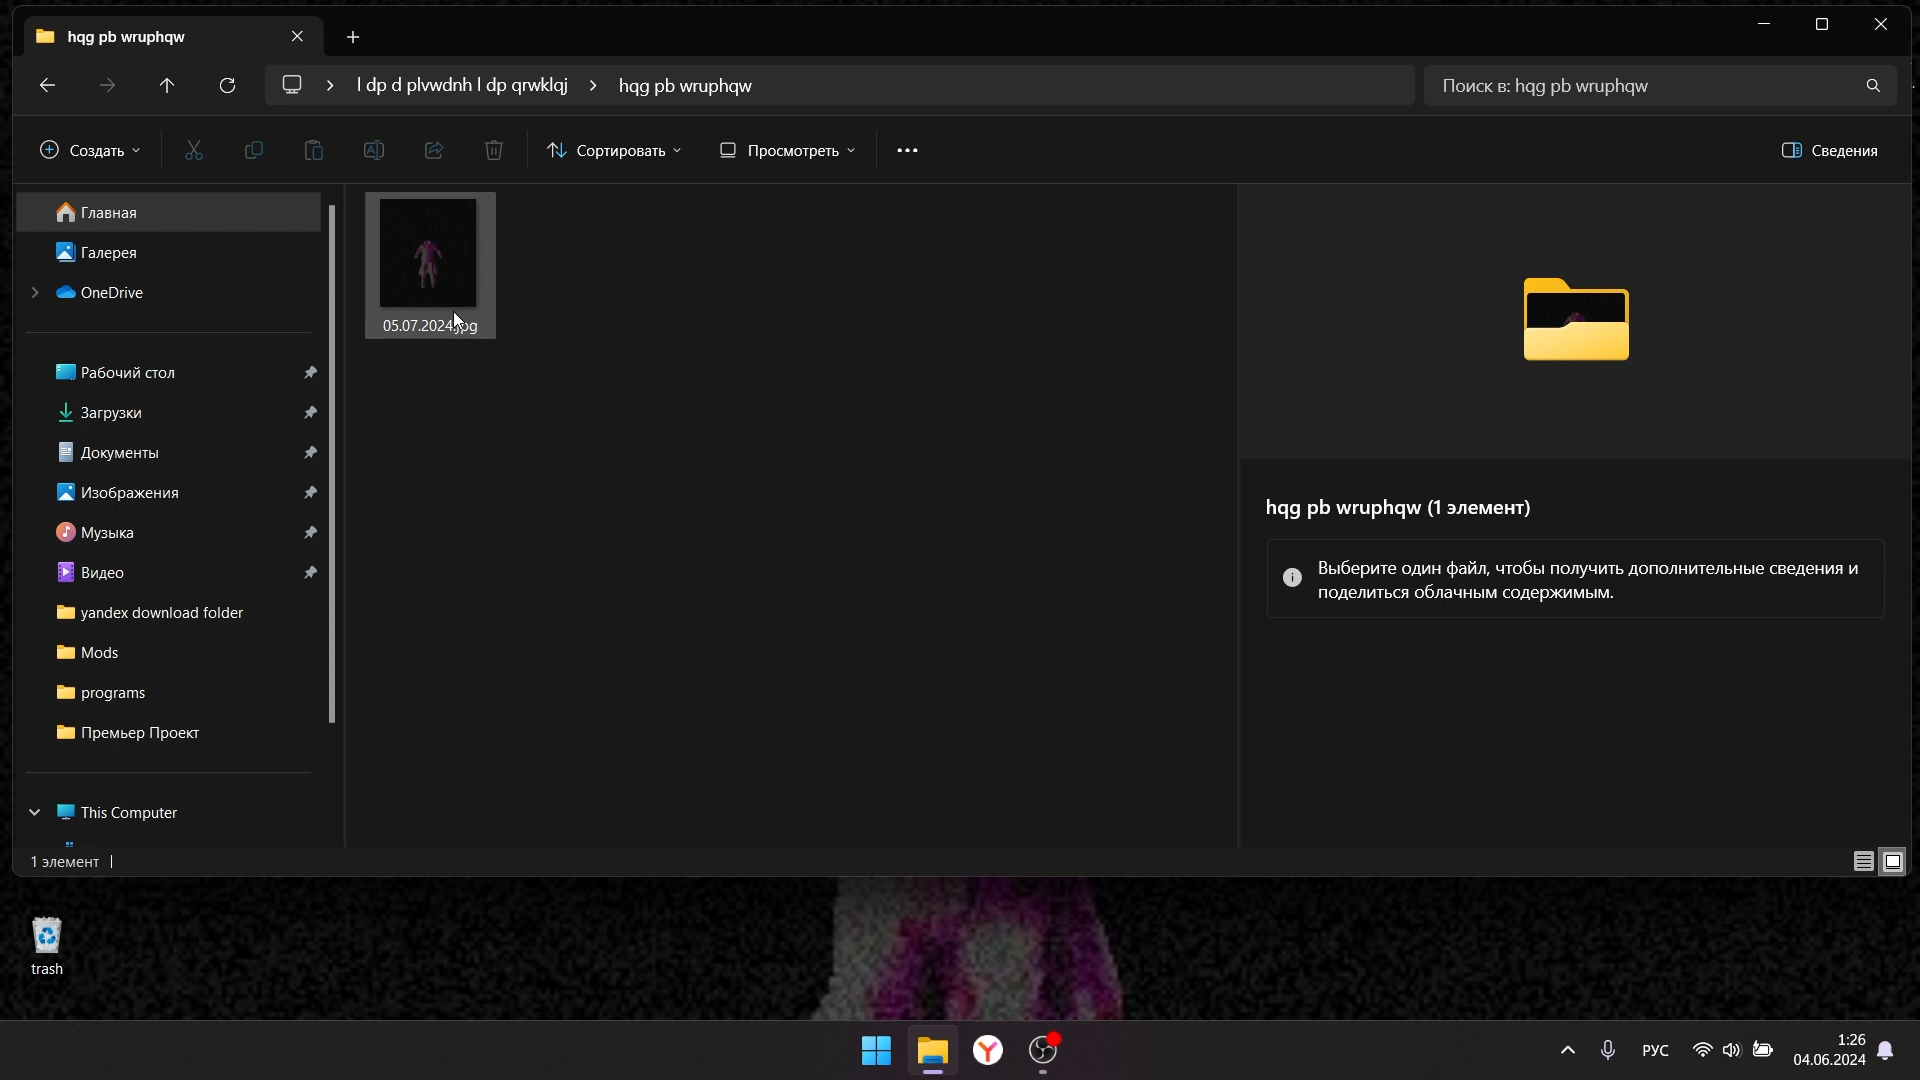 hqg pb wruphqw
l dp d plvwdnh l dp qrwklqj
hqg pb wruphqw
Поиск в: hqg pb wruphqw
Создать
Сортировать
Просмотреть
Сведения
Главная
Галерея
OneDrive
Рабочий стол
Загрузки
Документы
Изображения
Музыка
Видео
yandex download folder
Mods
programs
Премьер Проект
This Computer
05.07.2024.jpg
hqg pb wruphqw (1 элемент)
Выберите один файл, чтобы получить дополнительные сведения и
поделиться облачным содержимым.
1 элемент
trash
РУС
1:26
04.06.2024